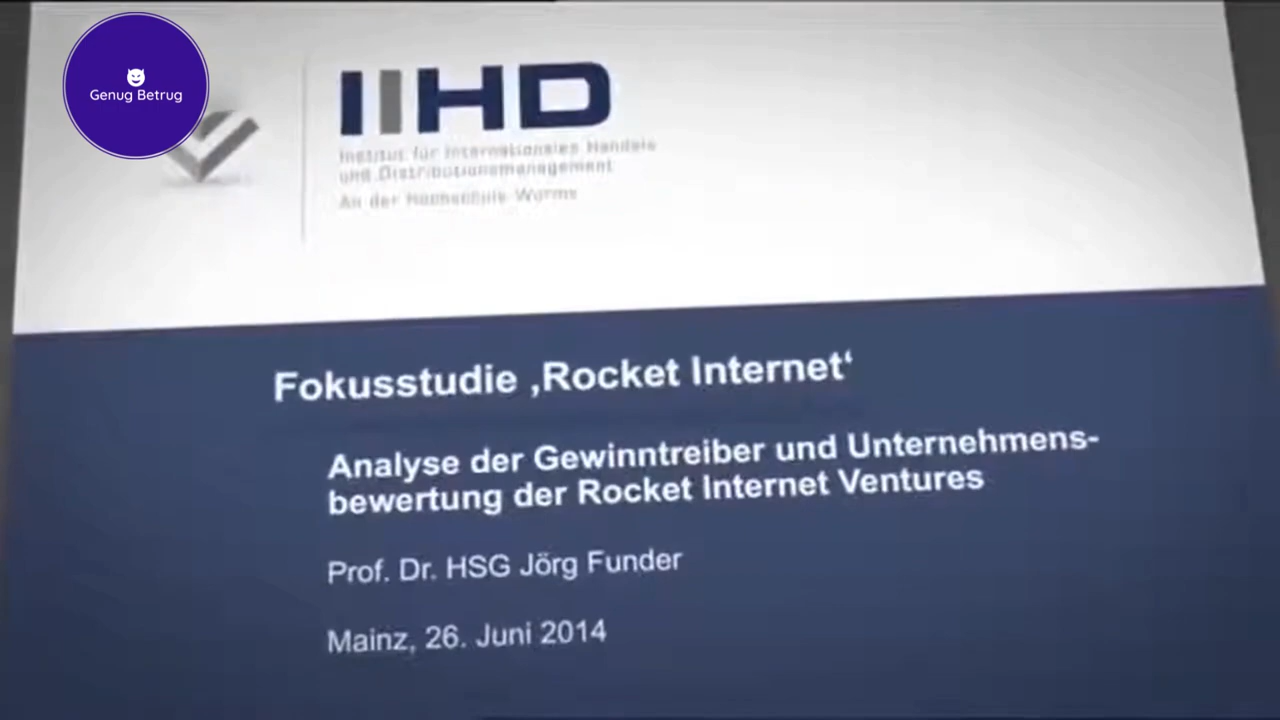 Genug Betrug
IIHD
Institut für Internationales Handels
und Distributionsmanagement
An der Hochschule Worms
Fokusstudie ‚Rocket Internet‘
Analyse der Gewinntreiber und Unternehmens-
bewertung der Rocket Internet Ventures
Prof. Dr. HSG Jörg Funder
Mainz, 26. Juni 2014